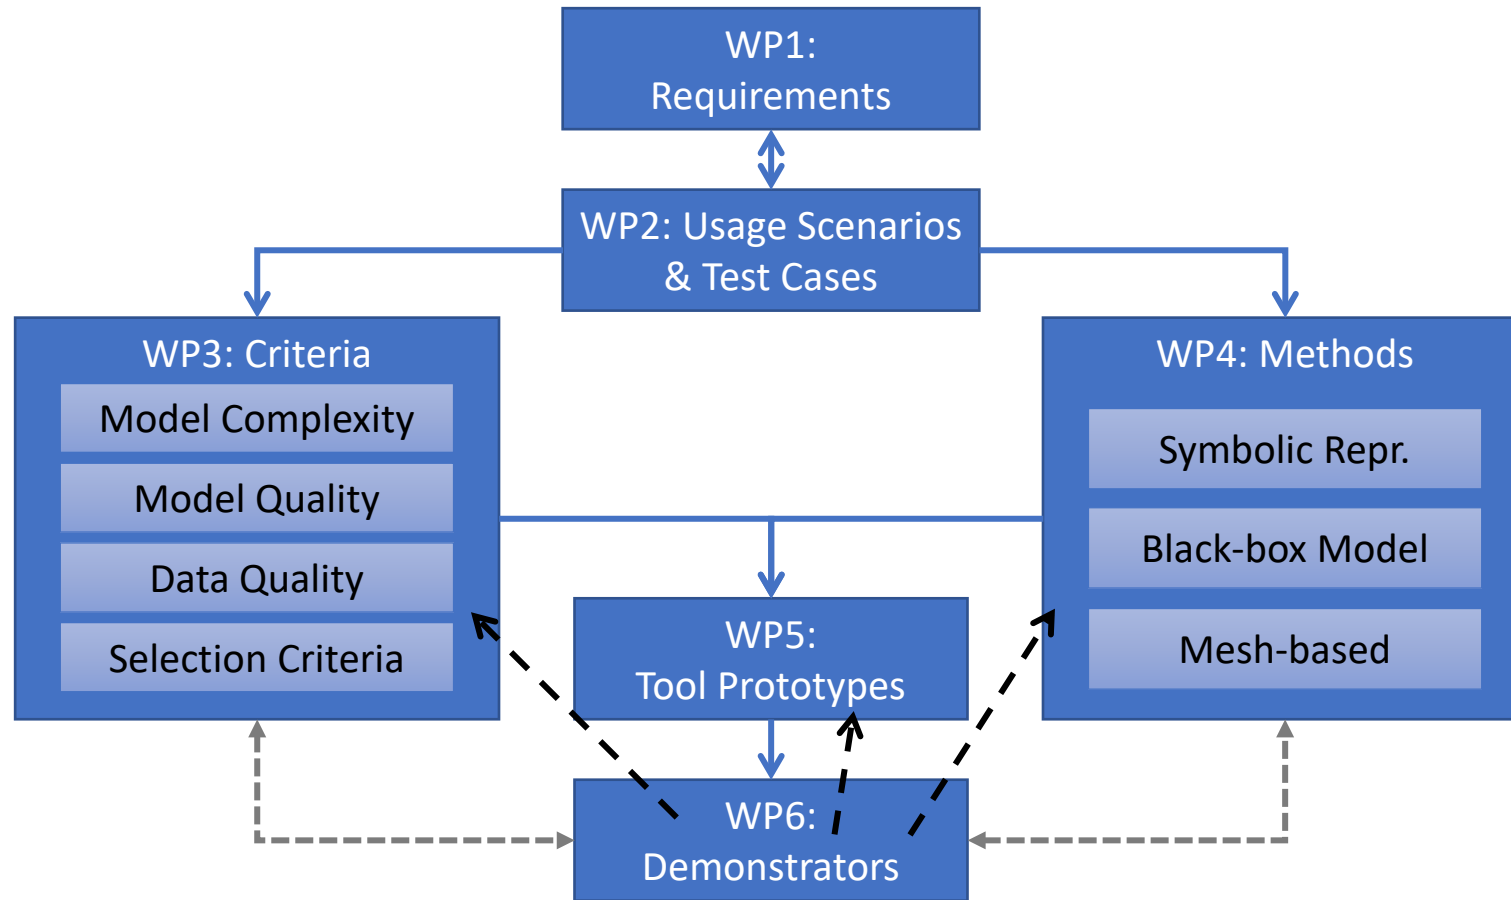 WP1:
Requirements
WP2: Usage Scenarios
& Test Cases
WP3: Criteria
Model Complexity
Model Quality
Data Quality
Selection Criteria
WP4: Methods
Symbolic Repr.
Black-box Model
Mesh-based
WP5:
Tool Prototypes
WP6:
Demonstrators